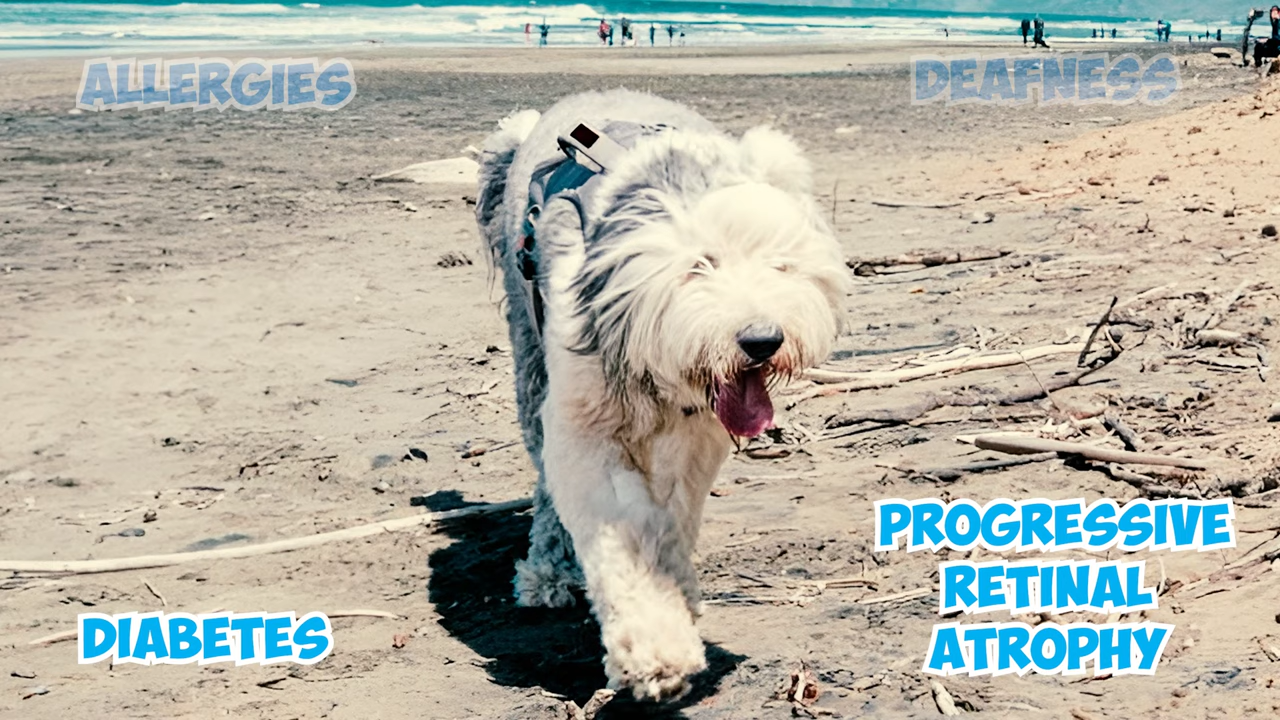 ALLERGIES
DEAFNESS
DIABETES
PROGRESSIVE
RETINAL
ATROPHY